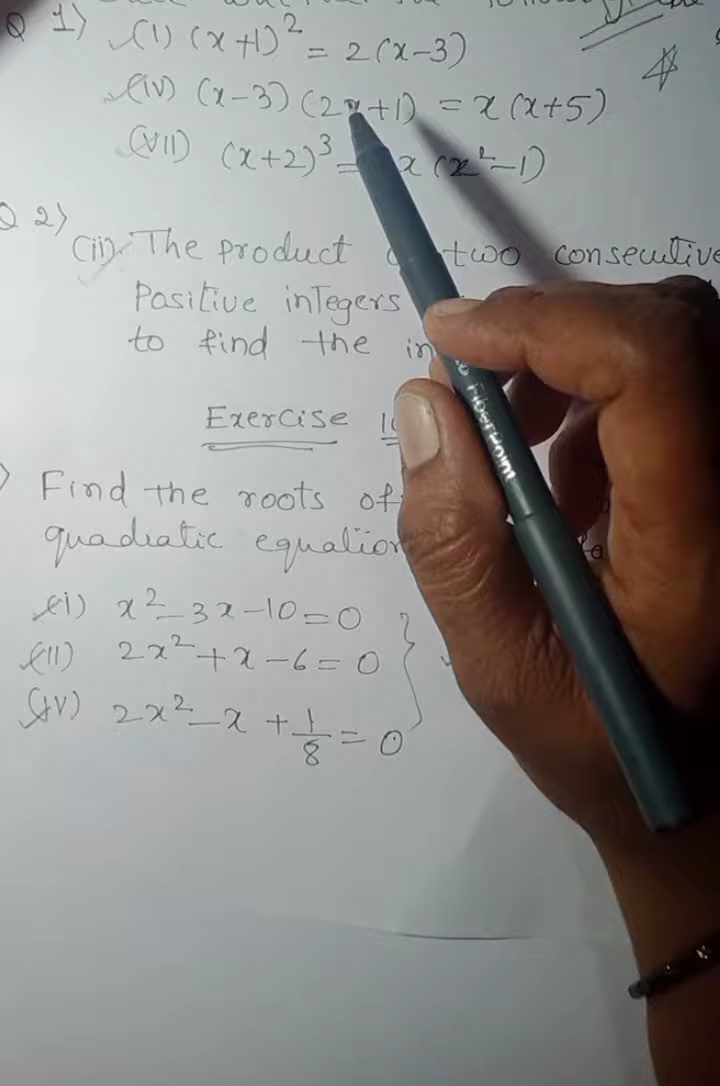 Q 1) (i) (x+1)² = 2(x-3)
(iv) (x-3) (2x+1) = x(x+5)
(vii) (x+2)³ = x(x²-1)
Q 2)
(ii) The product two consecutive
Positive integers
to find the
Exercise
Find the roots of
quadratic equation
(i) x²-3x-10=0
(ii) 2x²+x-6=0
(iv) 2x²-x+1/8=0
FiberPoint